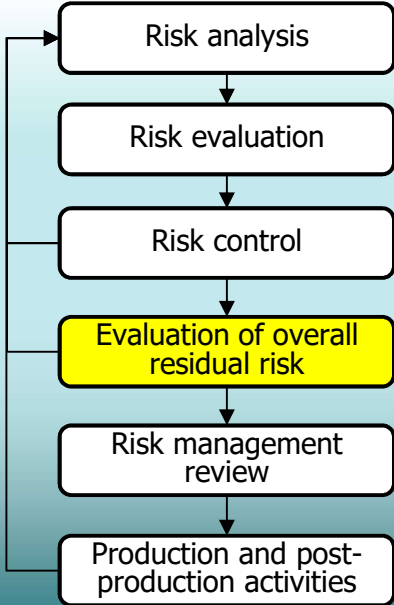 Risk analysis
Risk evaluation
Risk control
Evaluation of overall
residual risk
Risk management
review
Production and post-
production activities